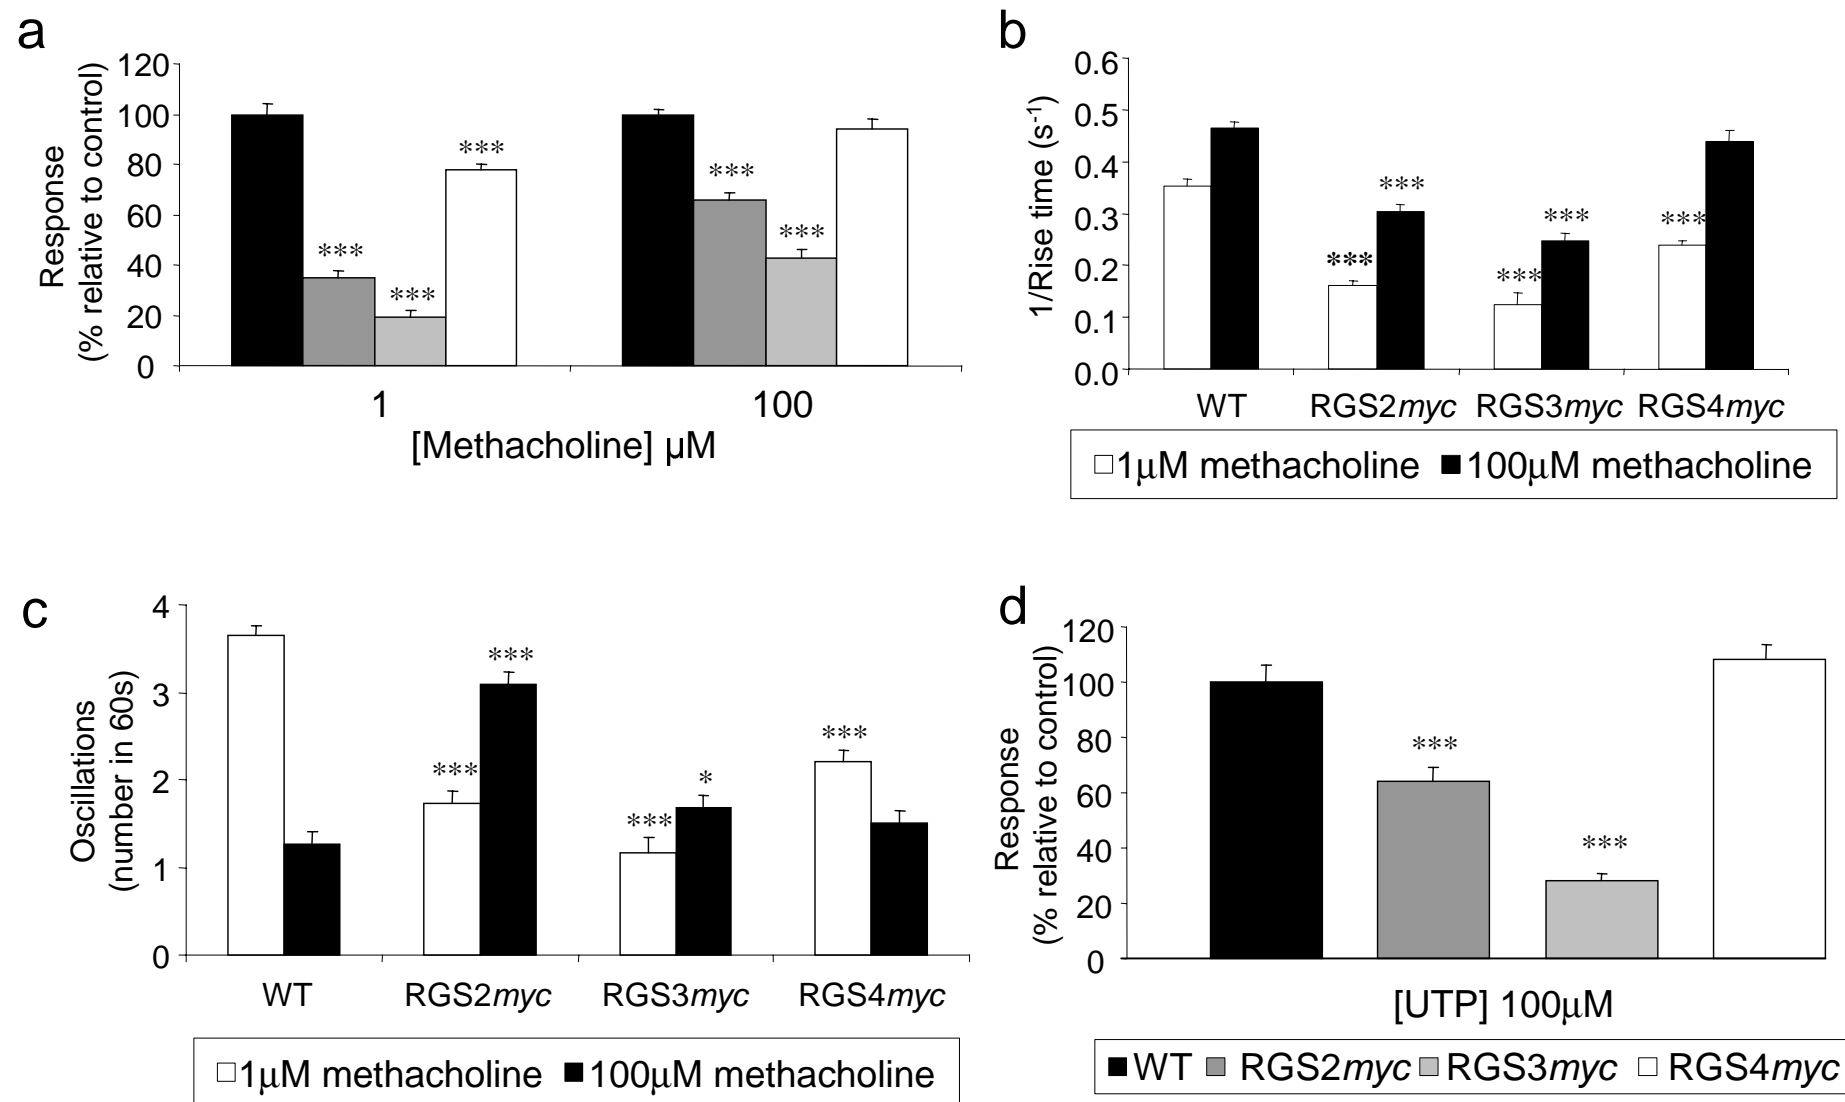 a
Response
(% relative to control)
120
100
80
60
40
20
0
***
***
***
***
***
1
100
[Methacholine] µM
b
1/Rise time (s-1)
0.6
0.5
0.4
0.3
0.2
0.1
0.0
***
***
***
***
***
WT
RGS2myc
RGS3myc
RGS4myc
1µM methacholine
100µM methacholine
c
Oscillations
(number in 60s)
4
3
2
1
0
***
***
***
*
***
WT
RGS2myc
RGS3myc
RGS4myc
1µM methacholine
100µM methacholine
d
Response
(% relative to control)
120
100
80
60
40
20
0
***
***
[UTP] 100µM
WT
RGS2myc
RGS3myc
RGS4myc